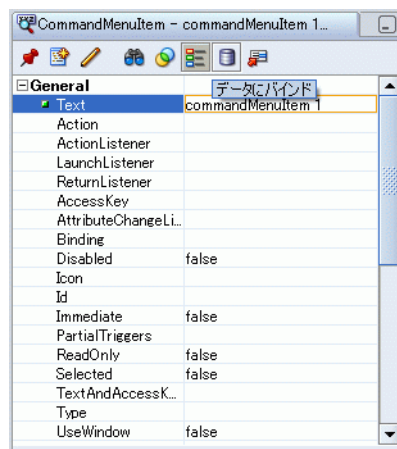 CommandMenuItem - commandMenuItem 1...
データにバインド
General
Text commandMenuItem 1
Action
ActionListener
LaunchListener
ReturnListener
AccessKey
AttributeChangeLi...
Binding
Disabled false
Icon
Id
Immediate false
PartialTriggers
ReadOnly false
Selected false
TextAndAccessK...
Type
UseWindow false